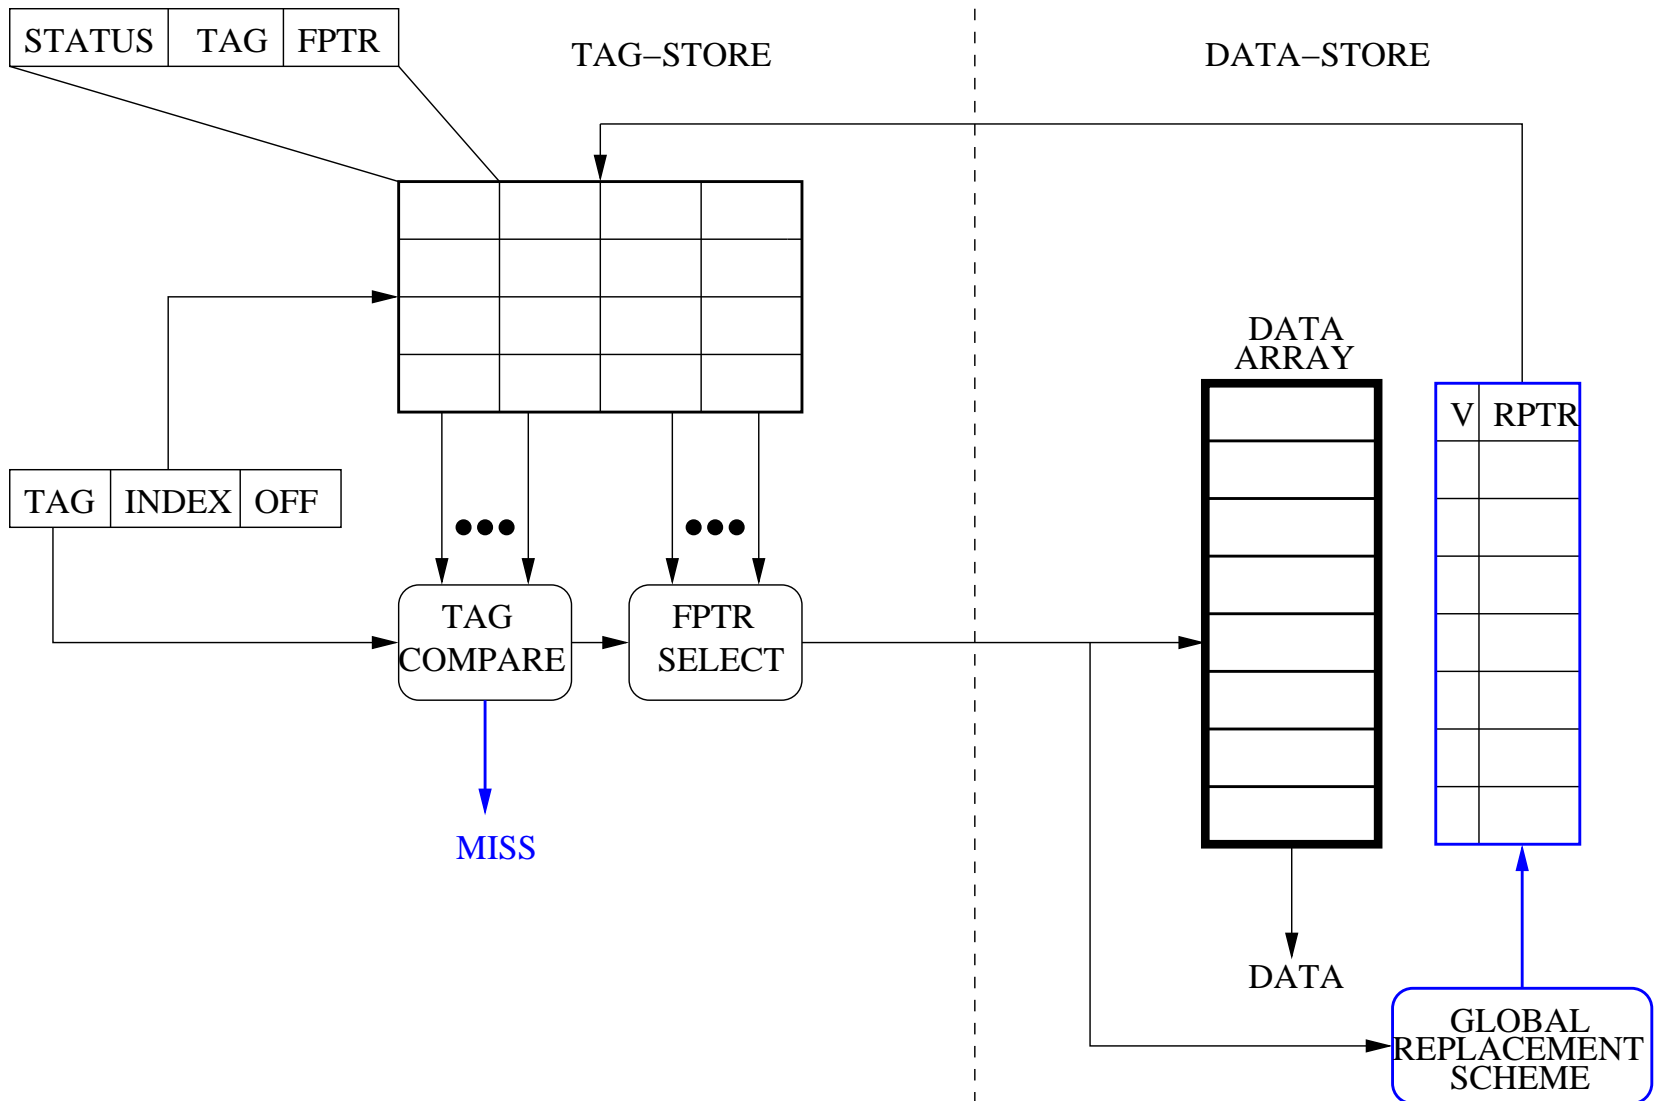 STATUS TAG FPTR
TAG–STORE
DATA–STORE
DATA
ARRAY
V RPTR
TAG INDEX OFF
TAG
COMPARE
FPTR
SELECT
MISS
DATA
GLOBAL
REPLACEMENT
SCHEME